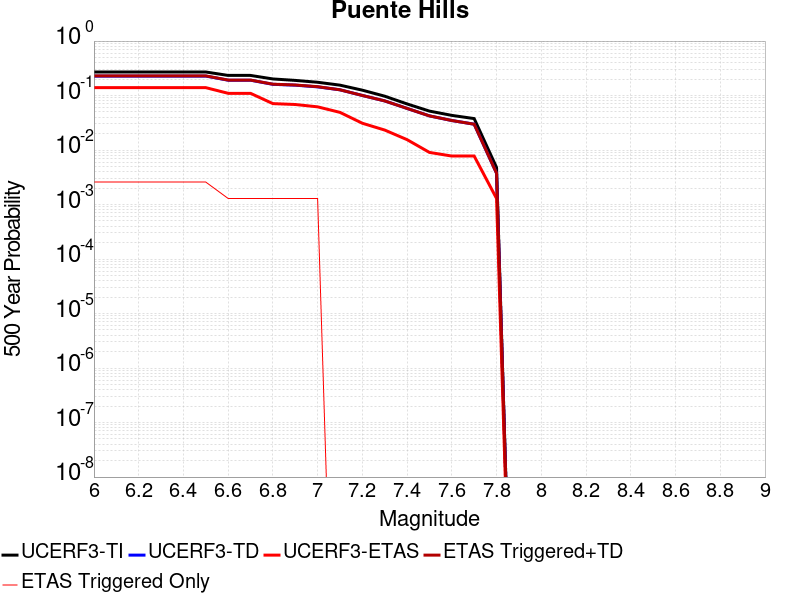 Puente Hills
500 Year Probability
10^0
10^-1
10^-2
10^-3
10^-4
10^-5
10^-6
10^-7
10^-8
6 6.2 6.4 6.6 6.8 7 7.2 7.4 7.6 7.8 8 8.2 8.4 8.6 8.8 9
Magnitude
UCERF3-TI UCERF3-TD UCERF3-ETAS ETAS Triggered+TD
ETAS Triggered Only